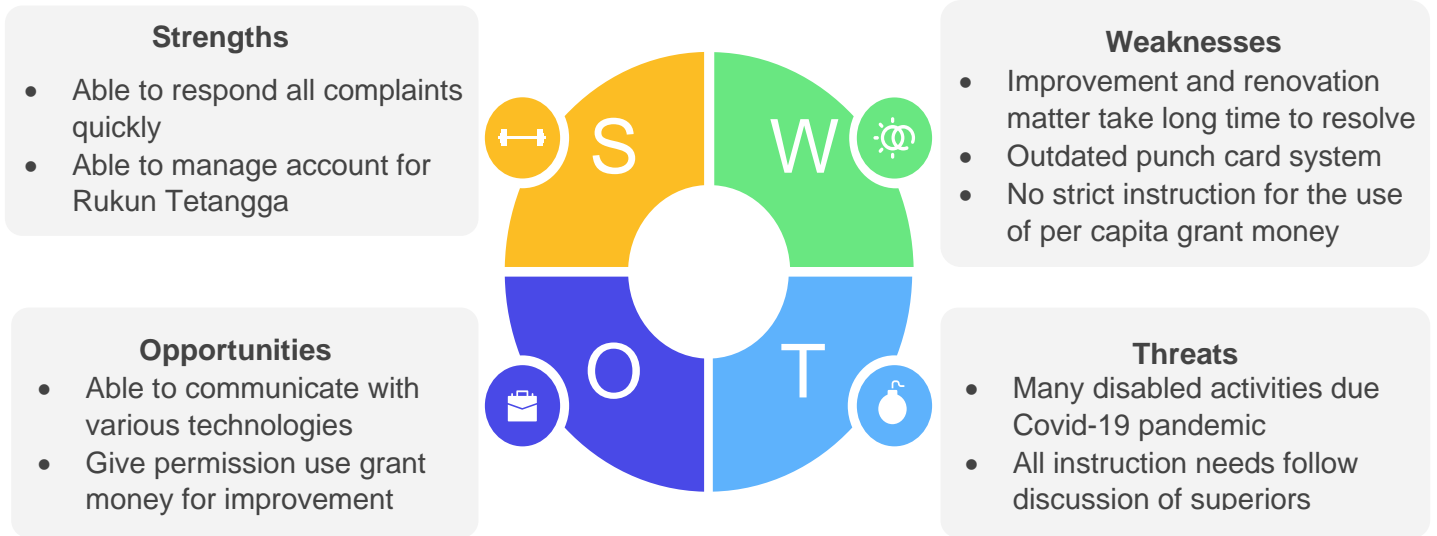 Strengths
• Able to respond all complaints
quickly
• Able to manage account for
Rukun Tetangga
Weaknesses
• Improvement and renovation
matter take long time to resolve
• Outdated punch card system
• No strict instruction for the use
of per capita grant money
S
W
O
T
Opportunities
• Able to communicate with
various technologies
• Give permission use grant
money for improvement
Threats
• Many disabled activities due
Covid-19 pandemic
• All instruction needs follow
discussion of superiors